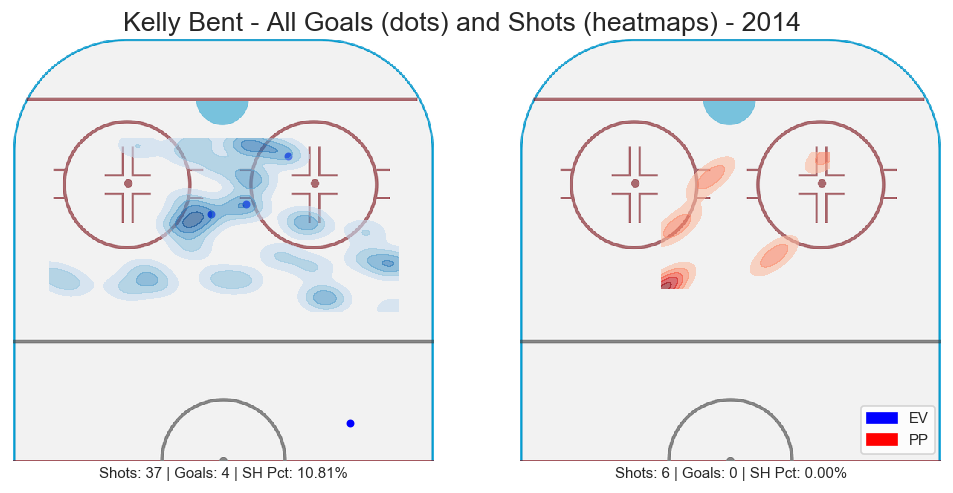 Kelly Bent - All Goals (dots) and Shots (heatmaps) - 2014
EV
PP
Shots: 37 | Goals: 4 | SH Pct: 10.81%
Shots: 6 | Goals: 0 | SH Pct: 0.00%